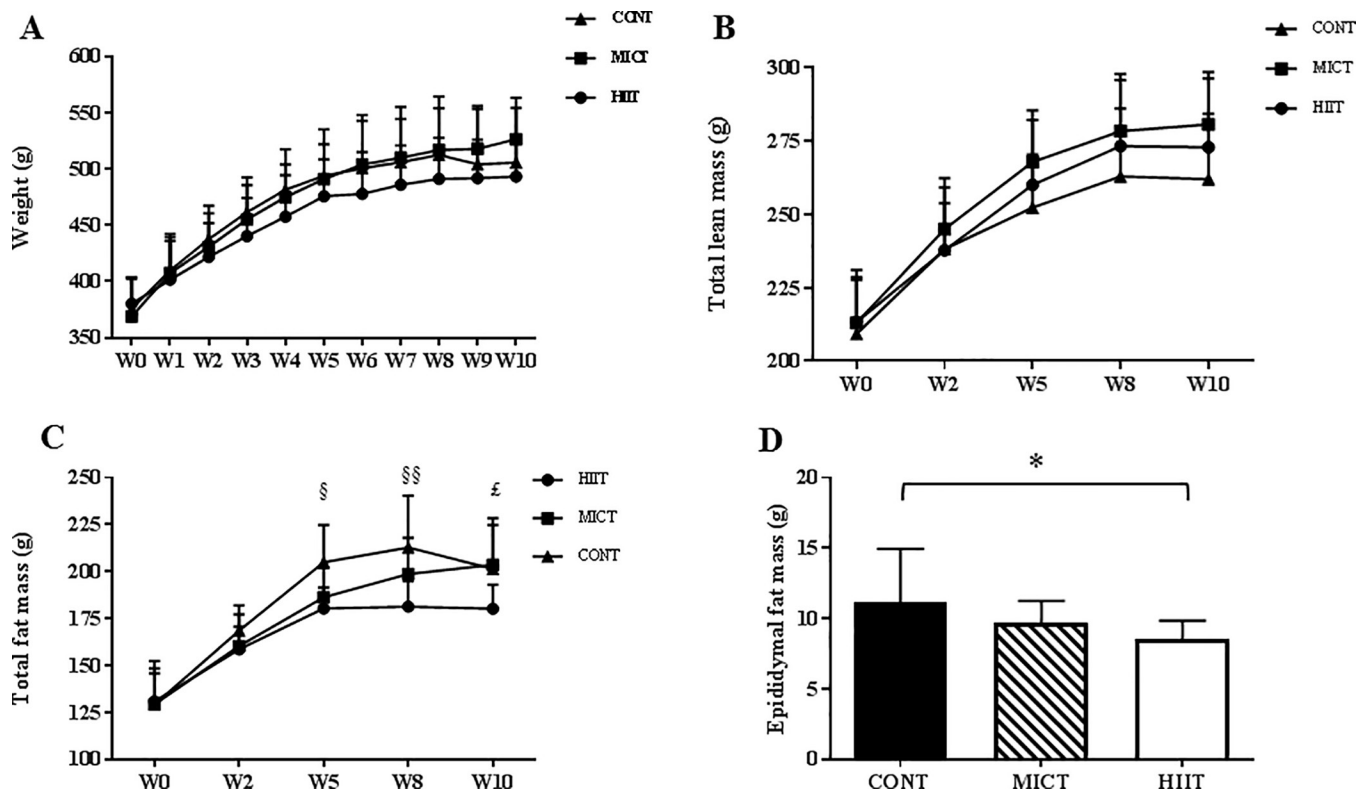 A
CONT
MICT
HIIT
Weight (g)
600
550
500
450
400
350
W0 W1 W2 W3 W4 W5 W6 W7 W8 W9 W10
B
CONT
MICT
HIIT
Total lean mass (g)
300
275
250
225
200
W0 W2 W5 W8 W10
C
HIIT
MICT
CONT
Total fat mass (g)
250
225
200
175
150
125
100
§ §§ £
W0 W2 W5 W8 W10
D
*
Epididymal fat mass (g)
20
15
10
5
0
CONT MICT HIIT